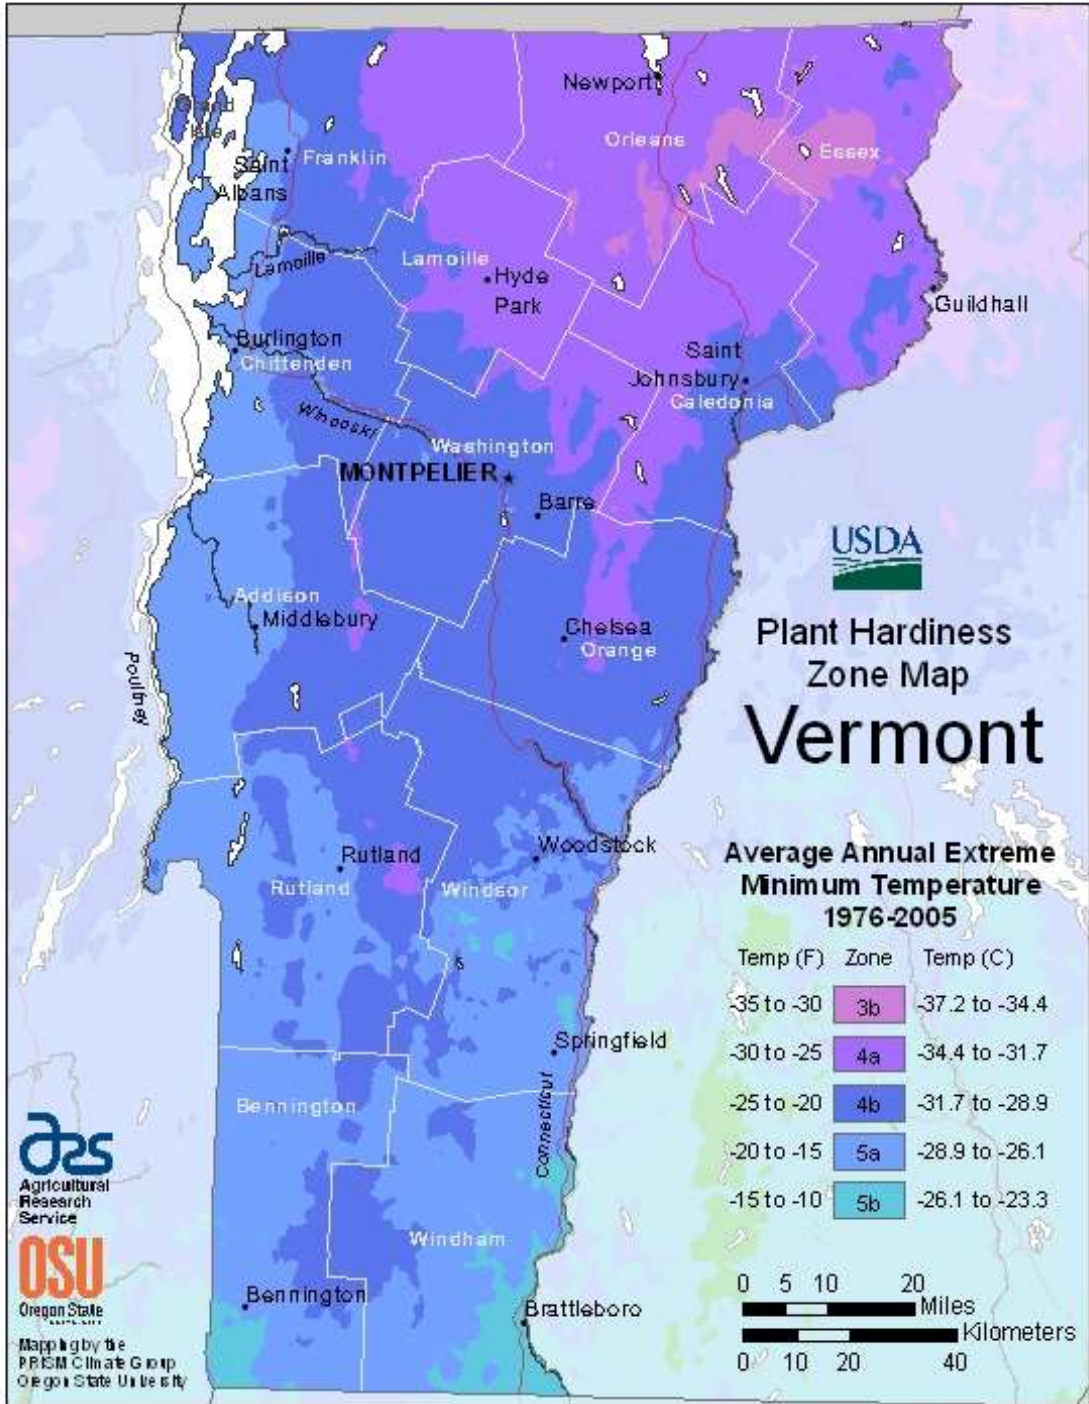 Newport
Orleans
Essex
Grand
Isle
Franklin
Saint
Albans
Lamoille
Lamoille
Hyde
Park
Guildhall
Burlington
Chittenden
Saint
Johnsbury
Caledonia
Winooski
Washington
MONTPELIER
Barre
USDA
Addison
Middlebury
Chelsea
Orange
Poultney
Plant Hardiness
Zone Map
Vermont
Rutland
Rutland
Woodstock
Windsor
Average Annual Extreme
Minimum Temperature
1976-2005
Temp (F) Zone Temp (C)
-35 to -30 3b -37.2 to -34.4
-30 to -25 4a -34.4 to -31.7
-25 to -20 4b -31.7 to -28.9
-20 to -15 5a -28.9 to -26.1
-15 to -10 5b -26.1 to -23.3
Springfield
Connecticut
Bennington
Windham
Bennington
Brattleboro
ars
Agricultural
Research
Service
OSU
Oregon State
Mapping by the
PRISM Climate Group
Oregon State University
0 5 10 20
Miles
Kilometers
0 10 20 40